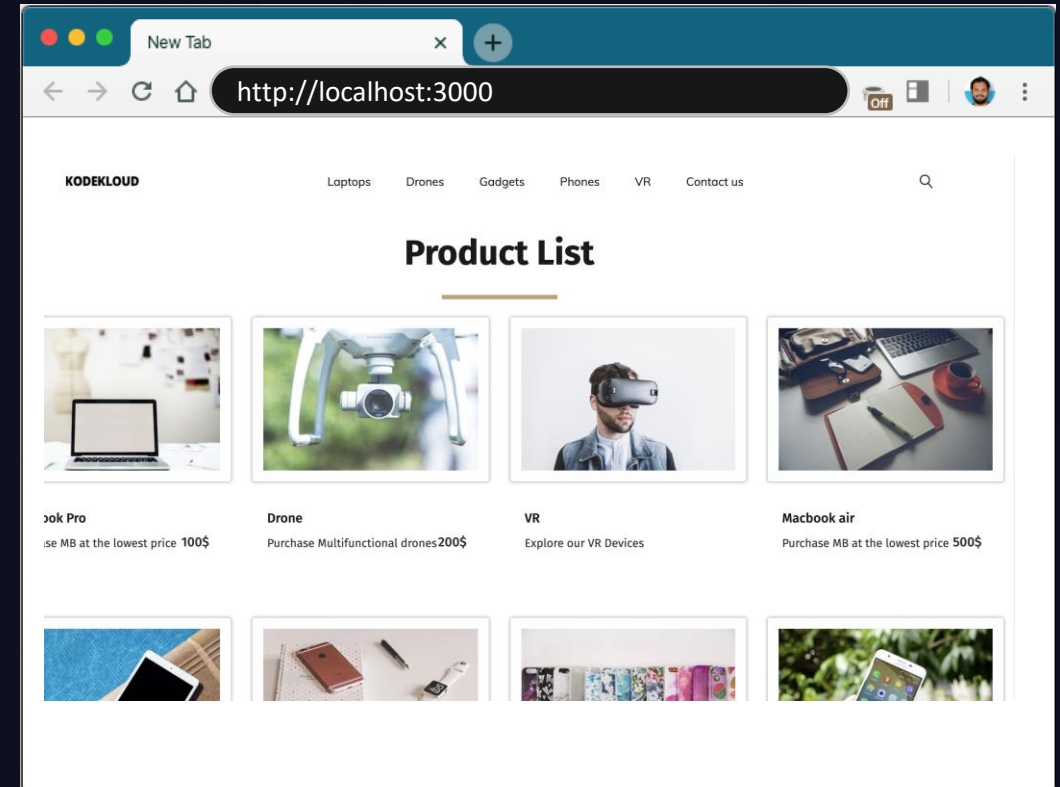 New Tab
http://localhost:3000
Off
KODEKLOUD Laptops Drones Gadgets Phones VR Contact us
Product List
ook Pro Drone VR Macbook air
se MB at the lowest price 100$ Purchase Multifunctional drones200$ Explore our VR Devices Purchase MB at the lowest price 500$